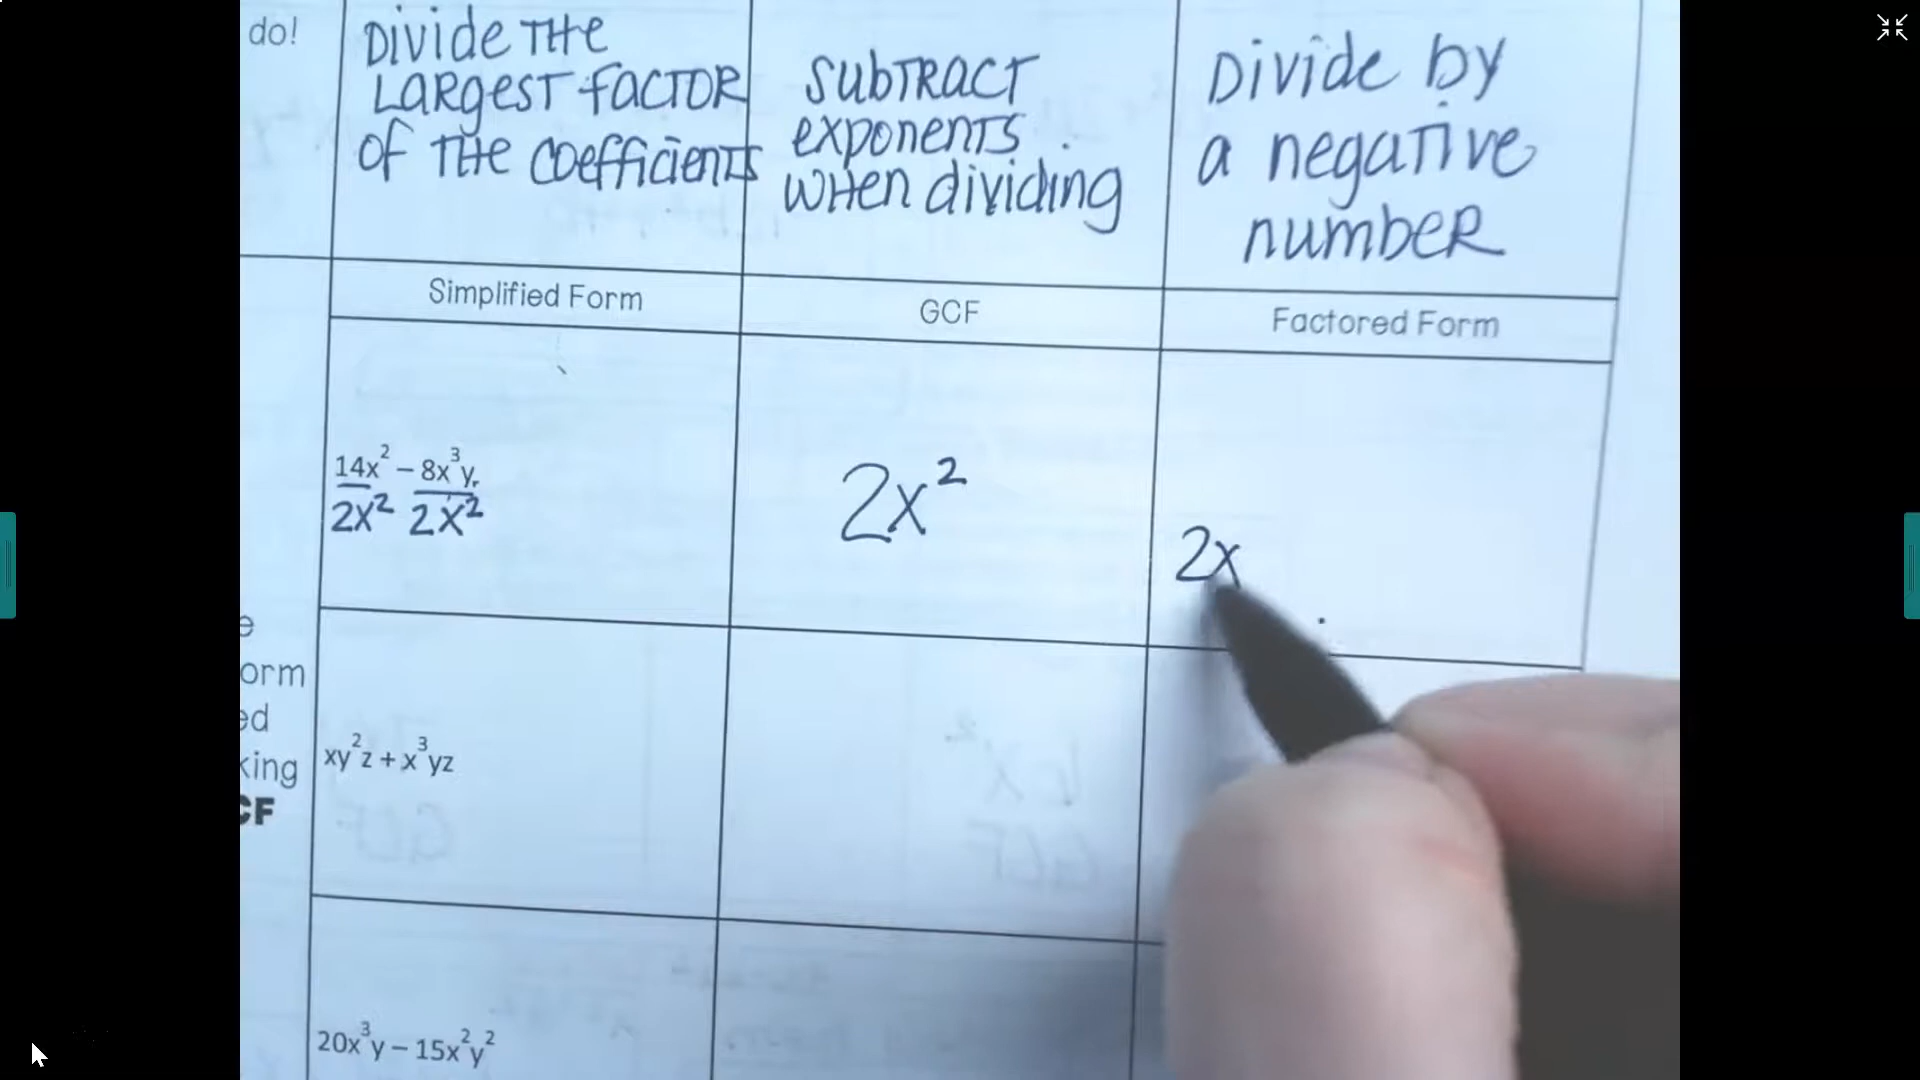 do!
Divide THE
LARgEST fACTOR
of THE COefficienTs
SUbTRACT
exponenTs
wHen dividing
Divide by
a negative
number
Simplified Form
GCF
Factored Form
14x² – 8x³y
2x² 2x²
2x²
2x
orm
ed
king
xy²z + x³yz
20x³y – 15x²y²